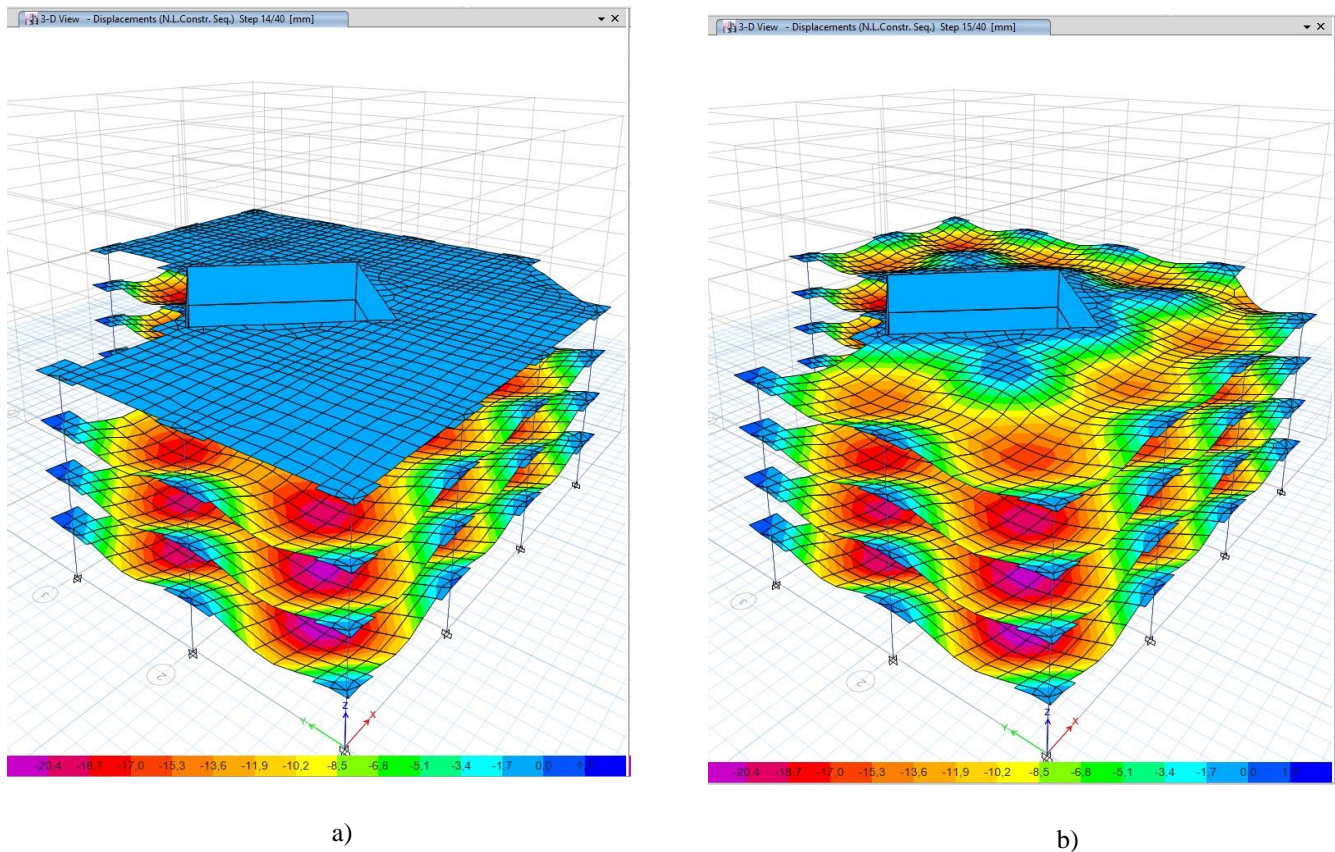 3-D View - Displacements (N.L.Constr. Seq.) Step 14/40 [mm]
Z
Y X
2
-20,4 -18,7 -17,0 -15,3 -13,6 -11,9 -10,2 -8,5 -6,8 -5,1 -3,4 -1,7 0,0
a)
3-D View - Displacements (N.L.Constr. Seq.) Step 15/40 [mm]
Z
Y X
2
-20,4 -18,7 -17,0 -15,3 -13,6 -11,9 -10,2 -8,5 -6,8 -5,1 -3,4 -1,7 0,0
b)